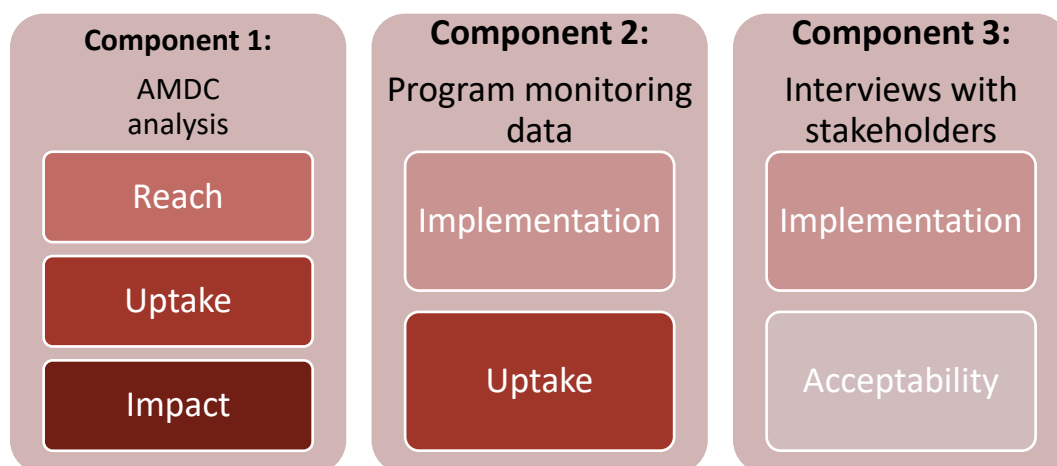 Component 1:
AMDC
analysis
Reach
Uptake
Impact
Component 2:
Program monitoring
data
Implementation
Uptake
Component 3:
Interviews with
stakeholders
Implementation
Acceptability